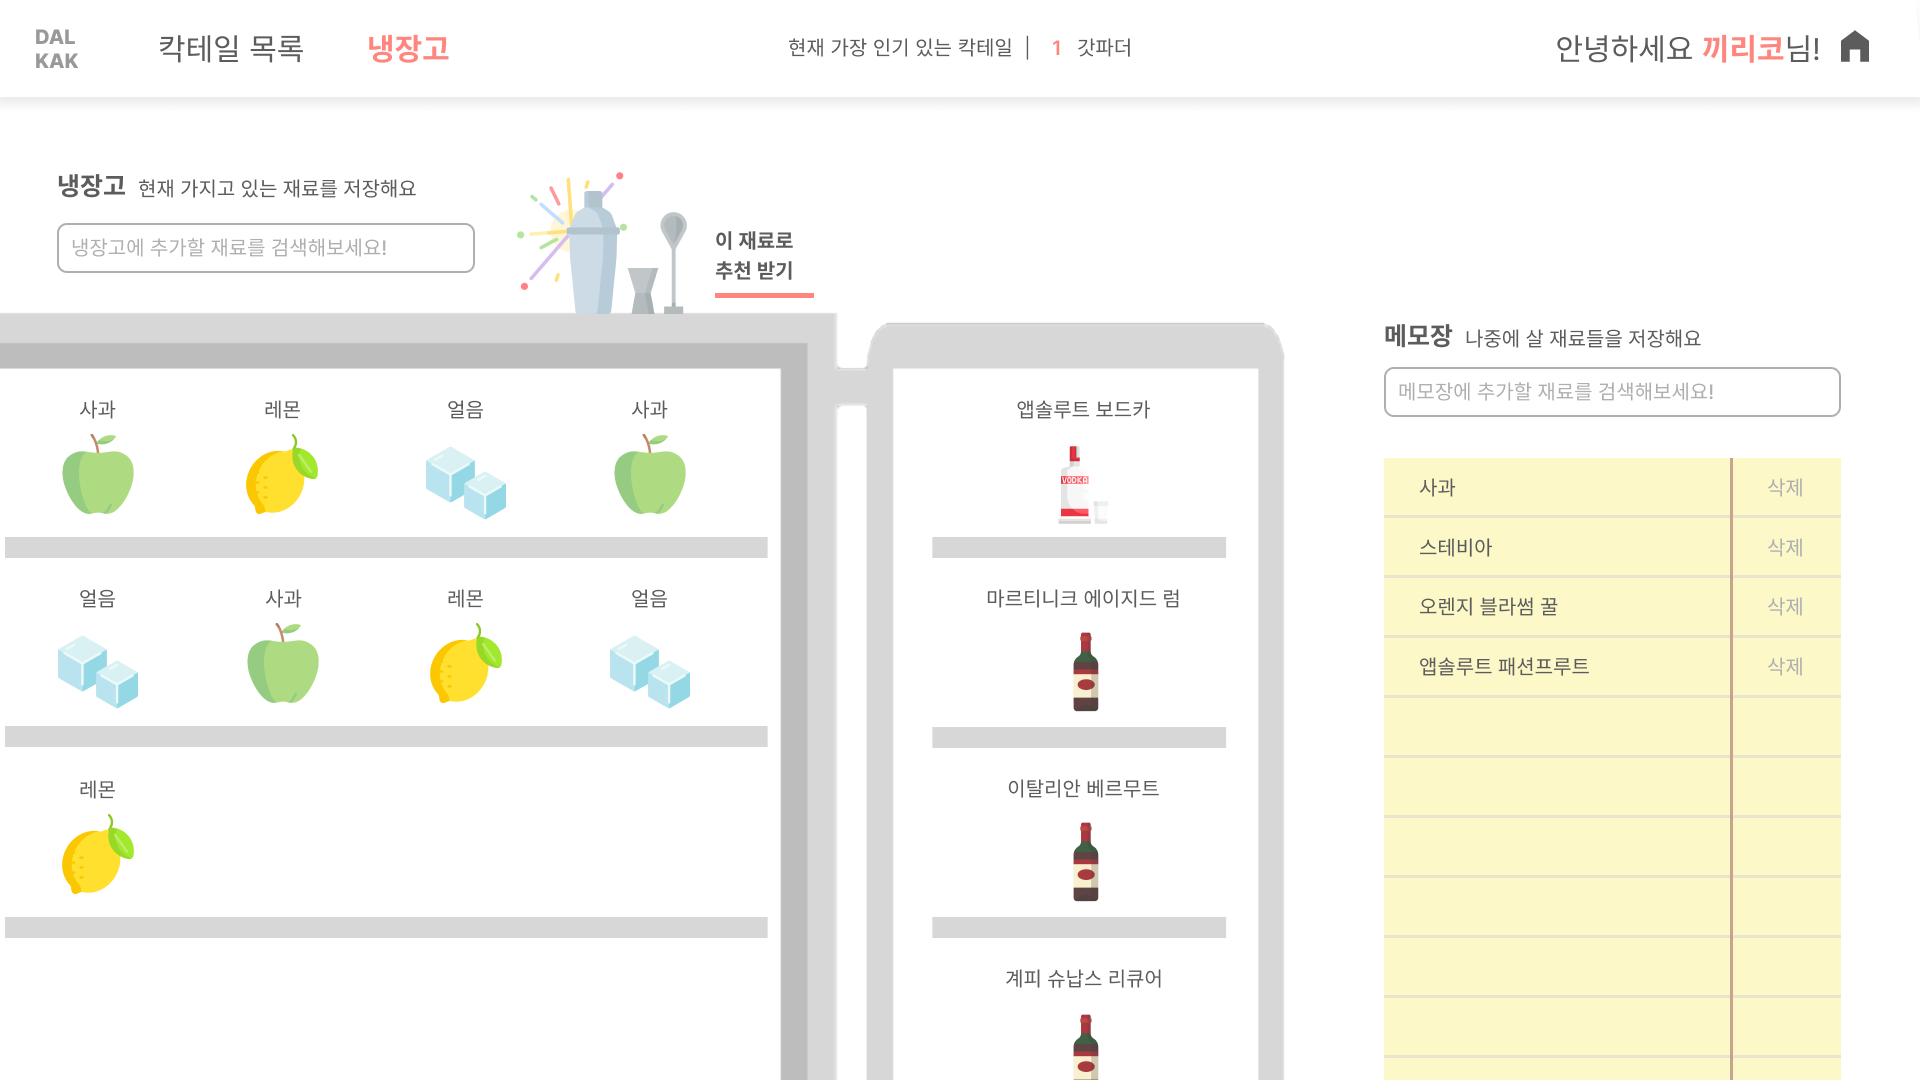 DAL
KAK
칵테일 목록
냉장고
현재 가장 인기 있는 칵테일 | 1 갓파더
안녕하세요 끼리코님!
냉장고 현재 가지고 있는 재료를 저장해요
냉장고에 추가할 재료를 검색해보세요!
이 재료로
추천 받기
사과 레몬 얼음 사과
얼음 사과 레몬 얼음
레몬
앱솔루트 보드카
VODKA
마르티니크 에이지드 럼
이탈리안 베르무트
계피 슈납스 리큐어
메모장 나중에 살 재료들을 저장해요
메모장에 추가할 재료를 검색해보세요!
사과 삭제
스테비아 삭제
오렌지 블라썸 꿀 삭제
앱솔루트 패션프루트 삭제